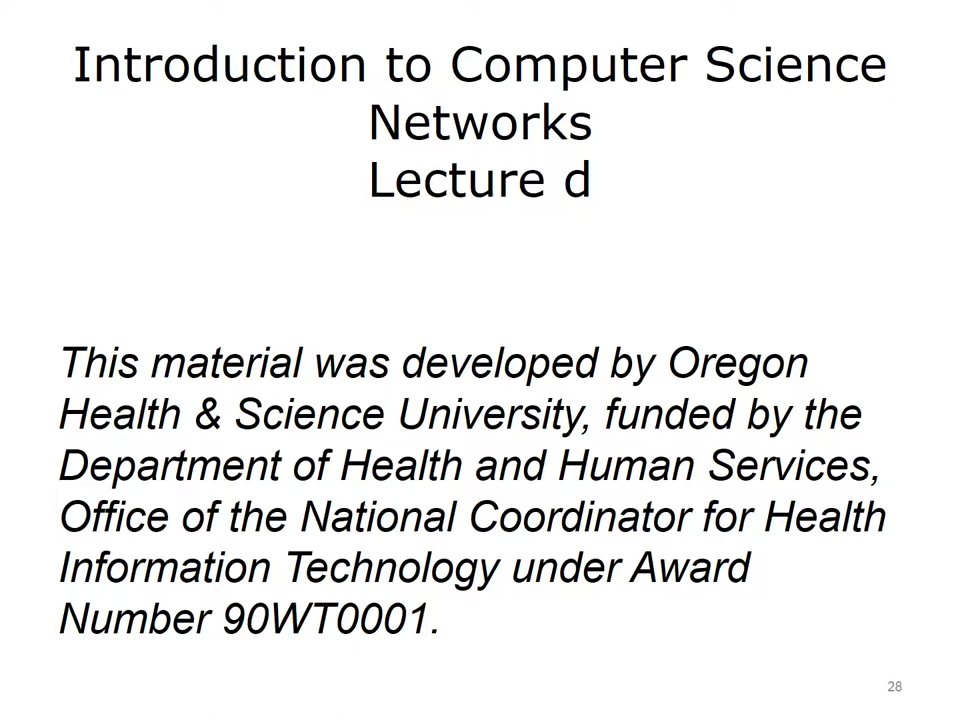 Introduction to Computer Science
Networks
Lecture d
This material was developed by Oregon
Health & Science University, funded by the
Department of Health and Human Services,
Office of the National Coordinator for Health
Information Technology under Award
Number 90WT0001.
28